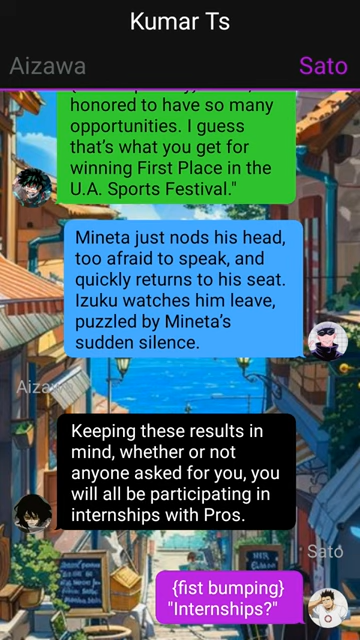 Kumar Ts
Aizawa
Sato
honored to have so many
opportunities. I guess
that's what you get for
winning First Place in the
U.A. Sports Festival."
Mineta just nods his head,
too afraid to speak, and
quickly returns to his seat.
Izuku watches him leave,
puzzled by Mineta's
sudden silence.
Aizawa
Keeping these results in
mind, whether or not
anyone asked for you, you
will all be participating in
internships with Pros.
Sato
{fist bumping}
"Internships?"